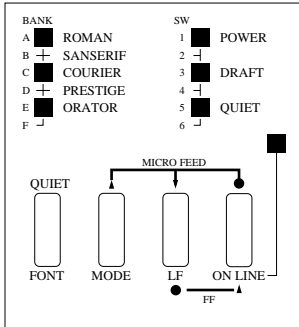 BANK
A ROMAN
B SANSERIF
C COURIER
D PRESTIGE
E ORATOR
F
SW
1 POWER
2
3 DRAFT
4
5 QUIET
6
MICRO FEED
QUIET
FONT MODE LF ON LINE
FF